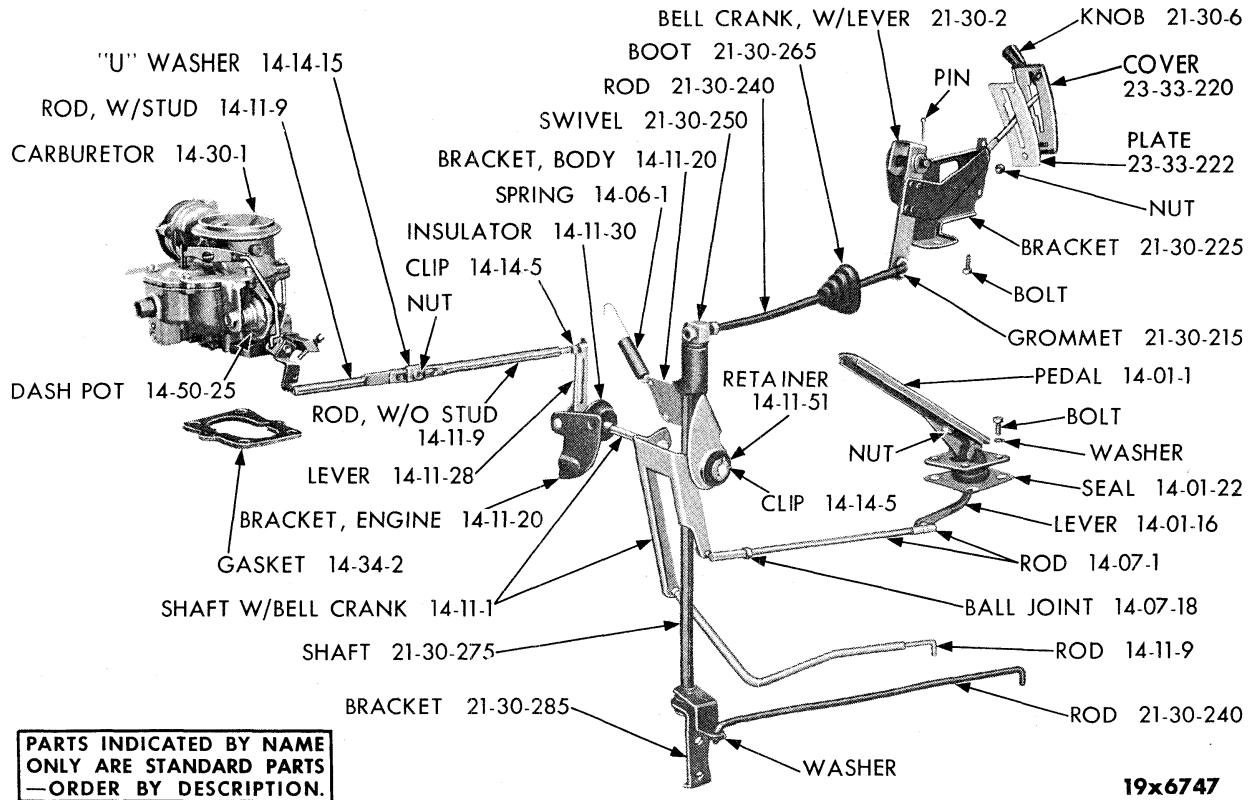 BELL CRANK, W/LEVER 21-30-2
KNOB 21-30-6
BOOT 21-30-265
"U" WASHER 14-14-15
PIN
COVER
23-33-220
ROD 21-30-240
ROD, W/STUD 14-11-9
SWIVEL 21-30-250
PLATE
23-33-222
CARBURETOR 14-30-1
BRACKET, BODY 14-11-20
SPRING 14-06-1
NUT
INSULATOR 14-11-30
BRACKET 21-30-225
CLIP 14-14-5
BOLT
NUT
GROMMET 21-30-215
DASH POT 14-50-25
RETAINER
14-11-51
PEDAL 14-01-1
ROD, W/O STUD
14-11-9
BOLT
NUT
WASHER
LEVER 14-11-28
CLIP 14-14-5
SEAL 14-01-22
BRACKET, ENGINE 14-11-20
LEVER 14-01-16
GASKET 14-34-2
ROD 14-07-1
SHAFT W/BELL CRANK 14-11-1
BALL JOINT 14-07-18
SHAFT 21-30-275
ROD 14-11-9
BRACKET 21-30-285
ROD 21-30-240
WASHER
PARTS INDICATED BY NAME
ONLY ARE STANDARD PARTS
—ORDER BY DESCRIPTION.
19x6747